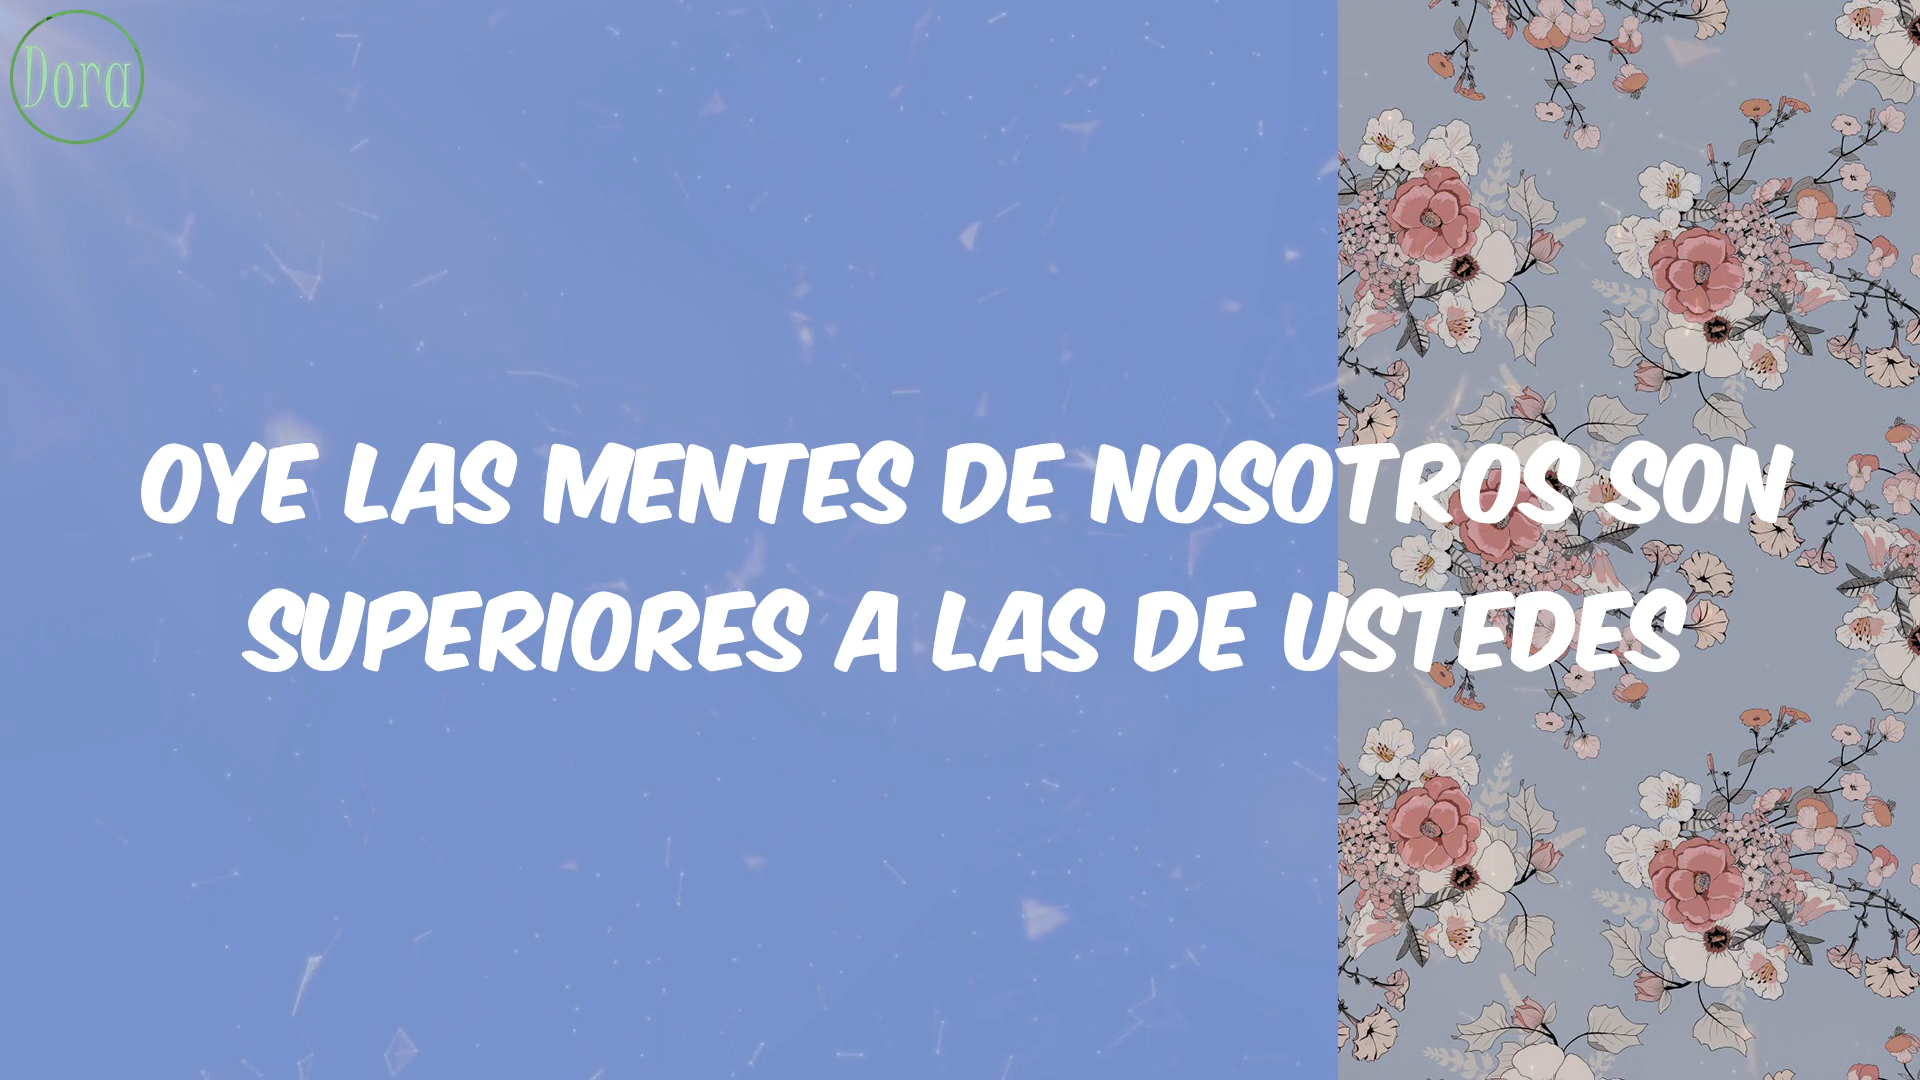 Dora
OYE LAS MENTES DE NOSOTROS SON
SUPERIORES A LAS DE USTEDES